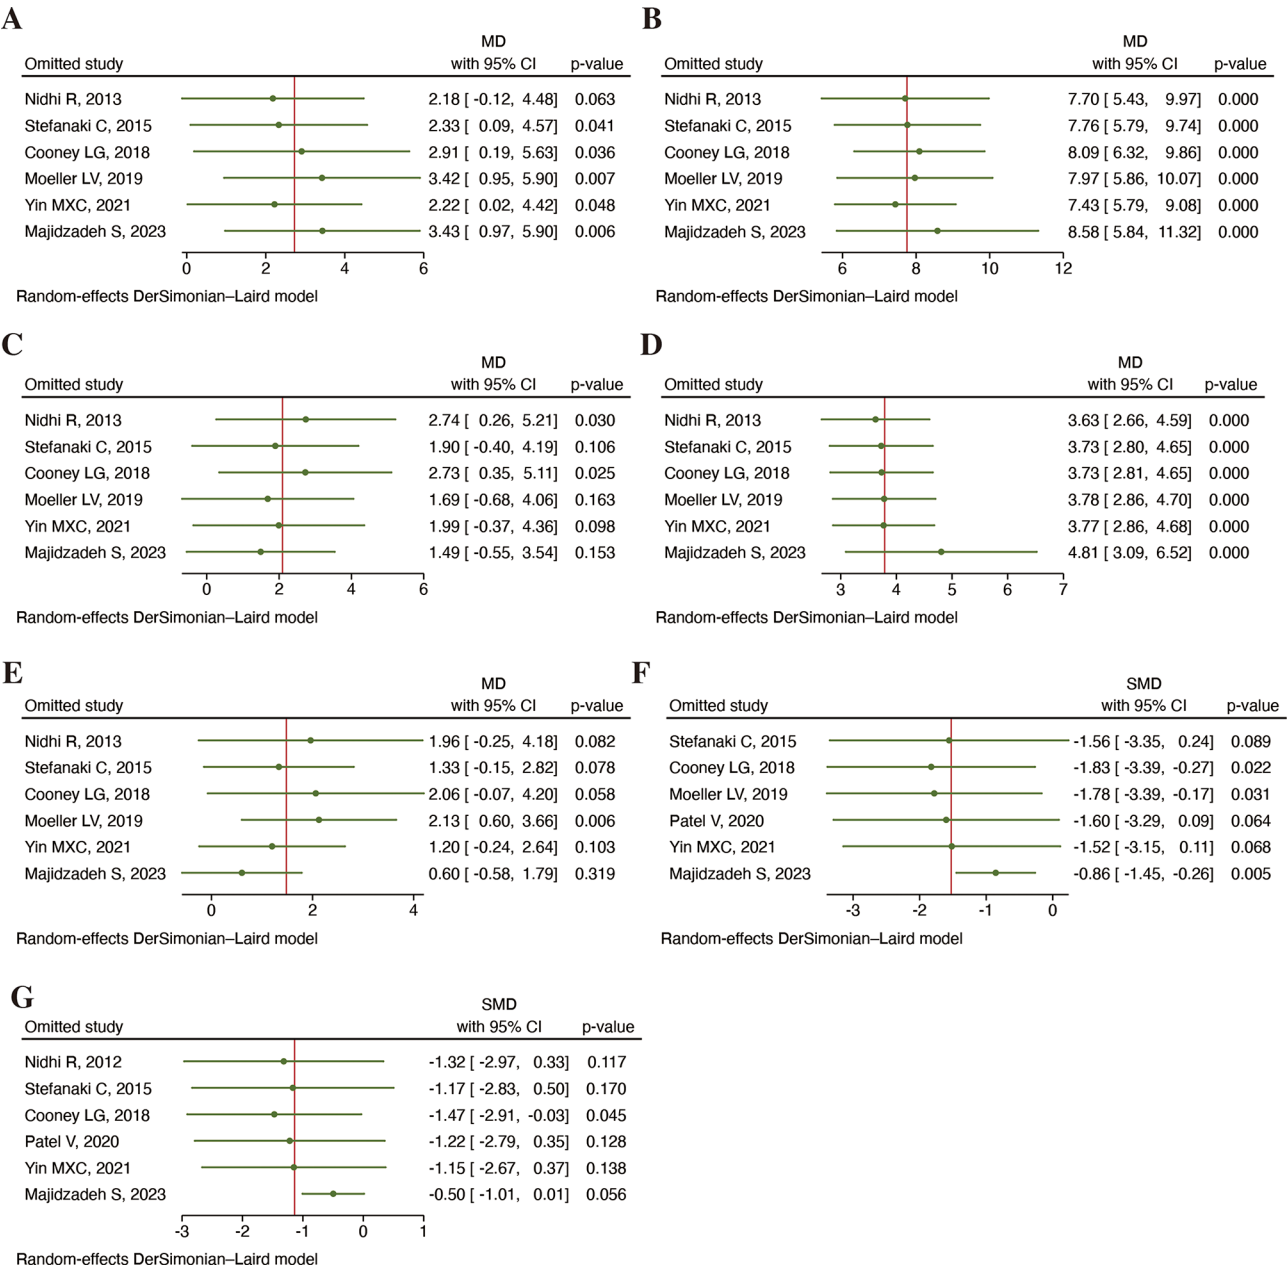 A
MD
Omitted study with 95% CI p-value
Nidhi R, 2013 2.18 [ -0.12, 4.48] 0.063
Stefanaki C, 2015 2.33 [ 0.09, 4.57] 0.041
Cooney LG, 2018 2.91 [ 0.19, 5.63] 0.036
Moeller LV, 2019 3.42 [ 0.95, 5.90] 0.007
Yin MXC, 2021 2.22 [ 0.02, 4.42] 0.048
Majidzadeh S, 2023 3.43 [ 0.97, 5.90] 0.006
0 2 4 6
Random-effects DerSimonian–Laird model
B
MD
Omitted study with 95% CI p-value
Nidhi R, 2013 7.70 [ 5.43, 9.97] 0.000
Stefanaki C, 2015 7.76 [ 5.79, 9.74] 0.000
Cooney LG, 2018 8.09 [ 6.32, 9.86] 0.000
Moeller LV, 2019 7.97 [ 5.86, 10.07] 0.000
Yin MXC, 2021 7.43 [ 5.79, 9.08] 0.000
Majidzadeh S, 2023 8.58 [ 5.84, 11.32] 0.000
6 8 10 12
Random-effects DerSimonian–Laird model
C
MD
Omitted study with 95% CI p-value
Nidhi R, 2013 2.74 [ 0.26, 5.21] 0.030
Stefanaki C, 2015 1.90 [ -0.40, 4.19] 0.106
Cooney LG, 2018 2.73 [ 0.35, 5.11] 0.025
Moeller LV, 2019 1.69 [ -0.68, 4.06] 0.163
Yin MXC, 2021 1.99 [ -0.37, 4.36] 0.098
Majidzadeh S, 2023 1.49 [ -0.55, 3.54] 0.153
0 2 4 6
Random-effects DerSimonian–Laird model
D
MD
Omitted study with 95% CI p-value
Nidhi R, 2013 3.63 [ 2.66, 4.59] 0.000
Stefanaki C, 2015 3.73 [ 2.80, 4.65] 0.000
Cooney LG, 2018 3.73 [ 2.81, 4.65] 0.000
Moeller LV, 2019 3.78 [ 2.86, 4.70] 0.000
Yin MXC, 2021 3.77 [ 2.86, 4.68] 0.000
Majidzadeh S, 2023 4.81 [ 3.09, 6.52] 0.000
3 4 5 6 7
Random-effects DerSimonian–Laird model
E
MD
Omitted study with 95% CI p-value
Nidhi R, 2013 1.96 [ -0.25, 4.18] 0.082
Stefanaki C, 2015 1.33 [ -0.15, 2.82] 0.078
Cooney LG, 2018 2.06 [ -0.07, 4.20] 0.058
Moeller LV, 2019 2.13 [ 0.60, 3.66] 0.006
Yin MXC, 2021 1.20 [ -0.24, 2.64] 0.103
Majidzadeh S, 2023 0.60 [ -0.58, 1.79] 0.319
0 2 4
Random-effects DerSimonian–Laird model
F
SMD
Omitted study with 95% CI p-value
Stefanaki C, 2015 -1.56 [ -3.35, 0.24] 0.089
Cooney LG, 2018 -1.83 [ -3.39, -0.27] 0.022
Moeller LV, 2019 -1.78 [ -3.39, -0.17] 0.031
Patel V, 2020 -1.60 [ -3.29, 0.09] 0.064
Yin MXC, 2021 -1.52 [ -3.15, 0.11] 0.068
Majidzadeh S, 2023 -0.86 [ -1.45, -0.26] 0.005
-3 -2 -1 0
Random-effects DerSimonian–Laird model
G
SMD
Omitted study with 95% CI p-value
Nidhi R, 2012 -1.32 [ -2.97, 0.33] 0.117
Stefanaki C, 2015 -1.17 [ -2.83, 0.50] 0.170
Cooney LG, 2018 -1.47 [ -2.91, -0.03] 0.045
Patel V, 2020 -1.22 [ -2.79, 0.35] 0.128
Yin MXC, 2021 -1.15 [ -2.67, 0.37] 0.138
Majidzadeh S, 2023 -0.50 [ -1.01, 0.01] 0.056
-3 -2 -1 0 1
Random-effects DerSimonian–Laird model